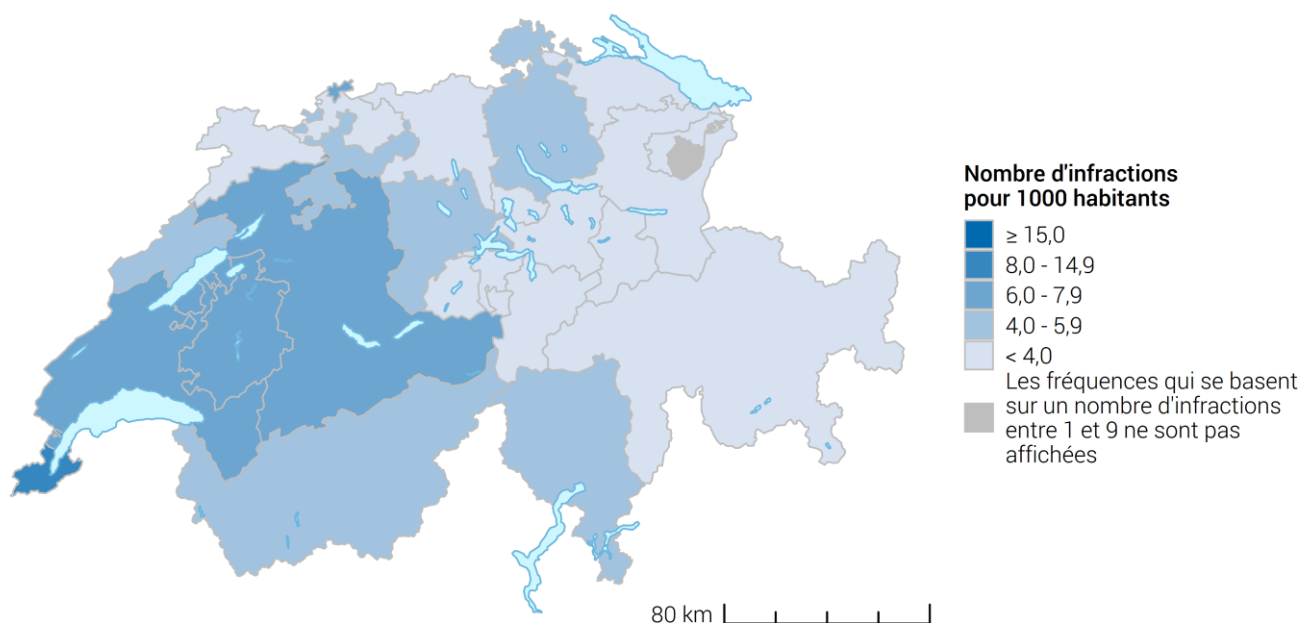 Nombre d'infractions
pour 1000 habitants
≥ 15,0
8,0 - 14,9
6,0 - 7,9
4,0 - 5,9
< 4,0
Les fréquences qui se basent
sur un nombre d'infractions
entre 1 et 9 ne sont pas
affichées
80 km